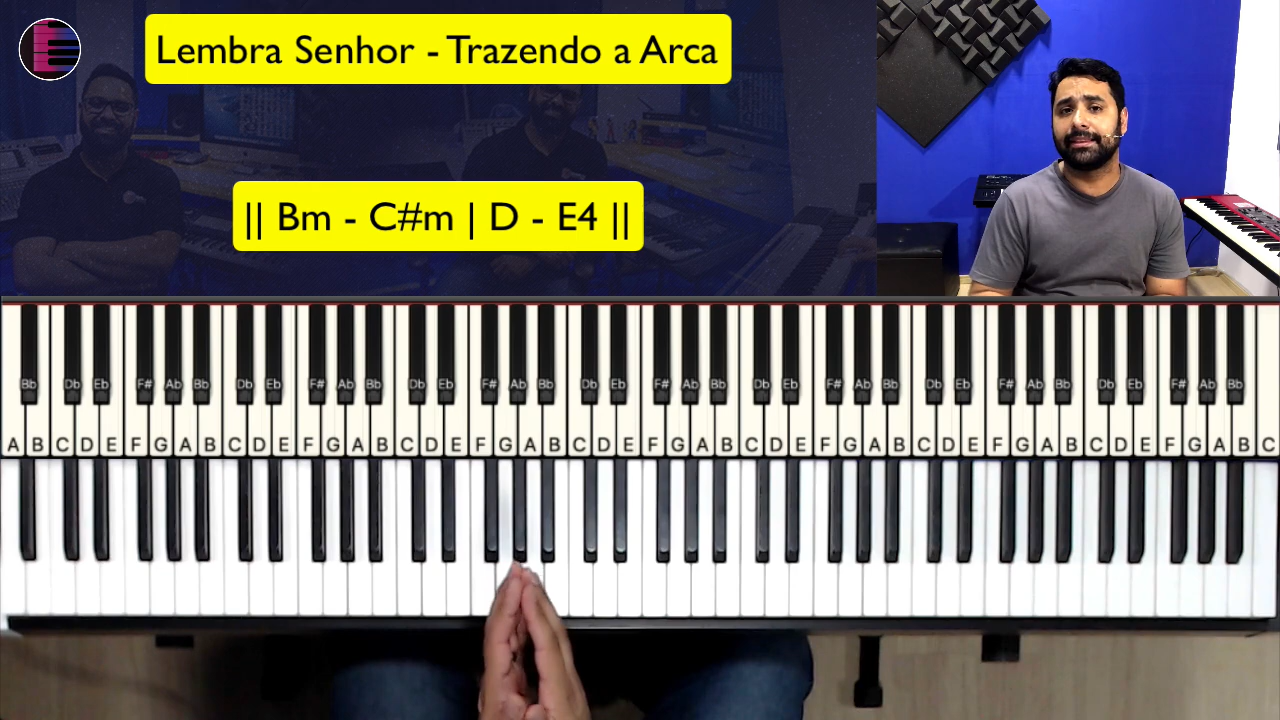 Lembra Senhor - Trazendo a Arca
|| Bm - C#m | D - E4 ||
Bb Db Eb F# Ab Bb Db Eb F# Ab Bb Db Eb F# Ab Bb Db Eb F# Ab Bb Db Eb F# Ab Bb Db Eb F# Ab Bb Db Eb F# Ab Bb
A B C D E F G A B C D E F G A B C D E F G A B C D E F G A B C D E F G A B C D E F G A B C D E F G A B C